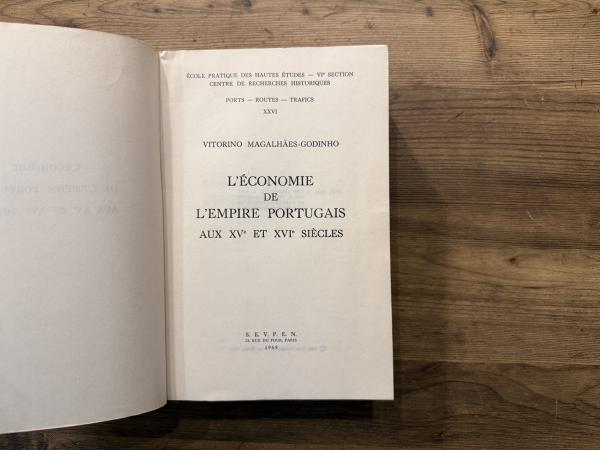 ÉCOLE PRATIQUE DES HAUTES ÉTUDES — VIe SECTION
CENTRE DE RECHERCHES HISTORIQUES
PORTS — ROUTES — TRAFICS
XXVI
VITORINO MAGALHÃES-GODINHO
L'ÉCONOMIE
DE
L'EMPIRE PORTUGAIS
AUX XVe ET XVIe SIÈCLES
S. E. V. P. E. N.
13, RUE DU FOUR, PARIS
1969